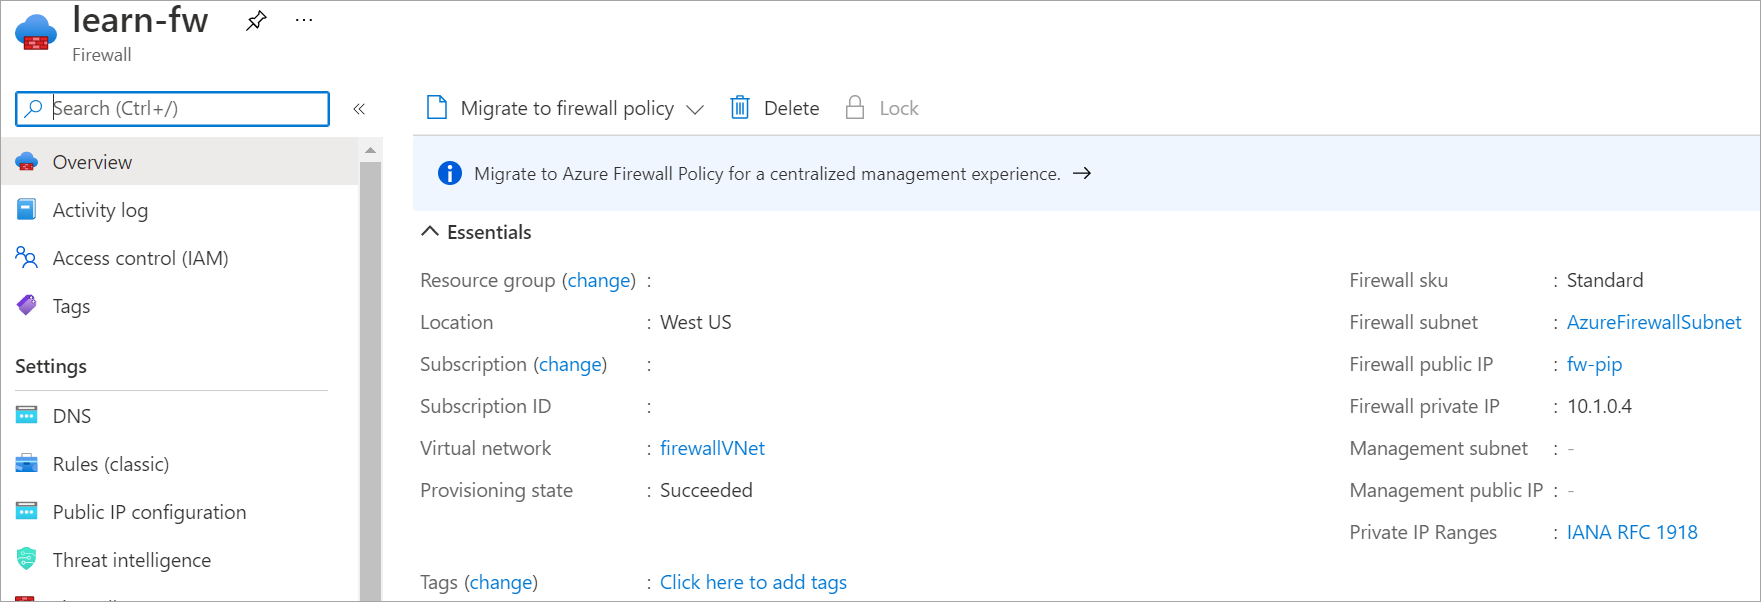 learn-fw
Firewall
Search (Ctrl+/)
«
Overview
Activity log
Access control (IAM)
Tags
Settings
DNS
Rules (classic)
Public IP configuration
Threat intelligence
Migrate to firewall policy
Delete
Lock
Migrate to Azure Firewall Policy for a centralized management experience. →
Essentials
Resource group (change) :
Location : West US
Subscription (change) :
Subscription ID :
Virtual network : firewallVNet
Provisioning state : Succeeded
Tags (change) : Click here to add tags
Firewall sku : Standard
Firewall subnet : AzureFirewallSubnet
Firewall public IP : fw-pip
Firewall private IP : 10.1.0.4
Management subnet : -
Management public IP : -
Private IP Ranges : IANA RFC 1918